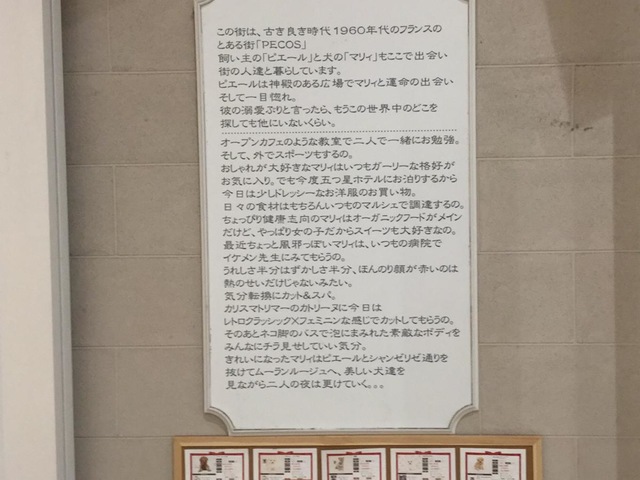 この街は、古き良き時代1960年代のフランスの
とある街「PECOS」
飼い主の「ピエール」と犬の「マリィ」もここで出会い
街の人達と暮らしています。
ピエールは神殿のある広場でマリィと運命の出会い
そして一目惚れ。
彼の溺愛ぶりと言ったら、もうこの世界中のどこを
探しても他にいないくらい。
オープンカフェのような教室で二人で一緒にお勉強。
そして、外でスポーツもするの。
おしゃれが大好きなマリィはいつもガーリーな格好が
お気に入り。でも今度五つ星ホテルにお泊りするから
今日は少しドレッシーなお洋服のお買い物。
日々の食材はもちろんいつものマルシェで調達するの。
ちょっぴり健康志向のマリィはオーガニックフードがメイン
だけど、やっぱり女の子だからスイーツも大好きなの。
最近ちょっと風邪っぽいマリィは、いつもの病院で
イケメン先生にみてもらうの。
うれしさ半分はずかしさ半分、ほんのり顔が赤いのは
熱のせいだけじゃないみたい。
気分転換にカット&スパ。
カリスマトリマーのカトリーヌに今日は
レトロクラッシック×フェミニンな感じでカットしてもらうの。
そのあとネコ脚のバスで泡にまみれた素敵なボディを
みんなにチラ見せしていい気分。
きれいになったマリィはピエールとシャンゼリゼ通りを
抜けてムーランルージュへ、美しい犬達を
見ながら二人の夜は更けていく。。。